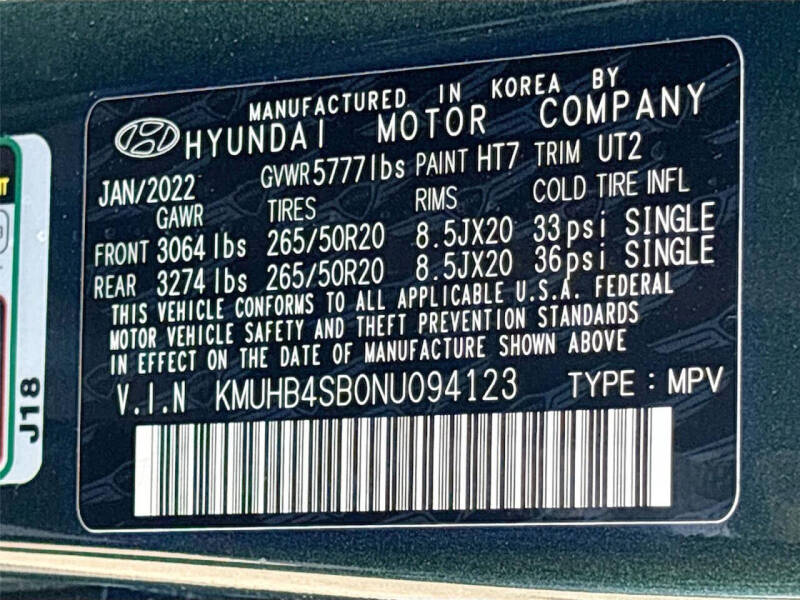 MANUFACTURED IN KOREA BY
HYUNDAI MOTOR COMPANY
JAN/2022 GVWR 5777lbs PAINT HT7 TRIM UT2
GAWR TIRES RIMS COLD TIRE INFL
FRONT 3064 lbs 265/50R20 8.5JX20 33psi SINGLE
REAR 3274 lbs 265/50R20 8.5JX20 36psi SINGLE
THIS VEHICLE CONFORMS TO ALL APPLICABLE U.S.A. FEDERAL
MOTOR VEHICLE SAFETY AND THEFT PREVENTION STANDARDS
IN EFFECT ON THE DATE OF MANUFACTURE SHOWN ABOVE
V.I.N KMUHB4SB0NU094123 TYPE : MPV
J18